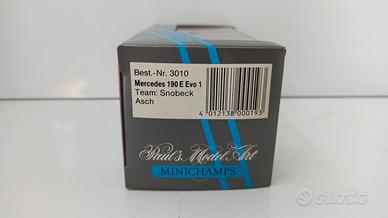 Best.-Nr. 3010
Mercedes 190 E Evo 1
Team: Snobeck
Asch
4 012138 000193
Paul's Model Art
MINICHAMPS
subito